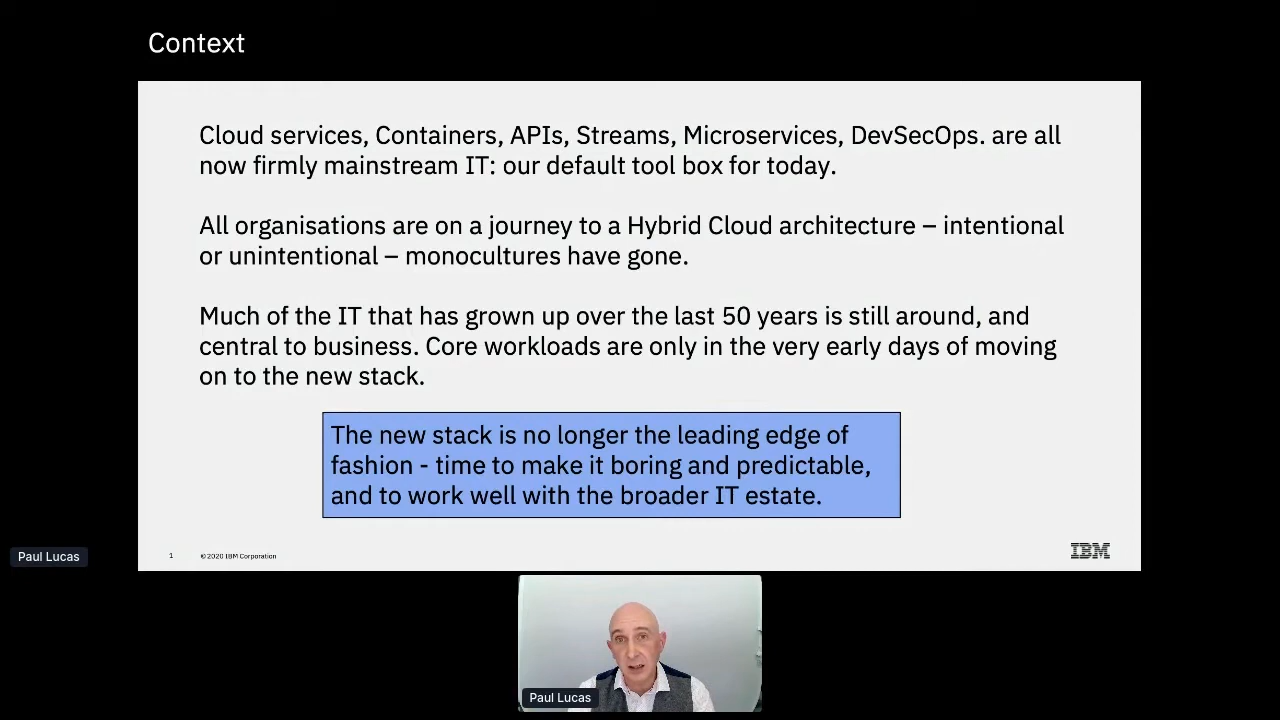 Context
Cloud services, Containers, APIs, Streams, Microservices, DevSecOps. are all
now firmly mainstream IT: our default tool box for today.
All organisations are on a journey to a Hybrid Cloud architecture – intentional
or unintentional – monocultures have gone.
Much of the IT that has grown up over the last 50 years is still around, and
central to business. Core workloads are only in the very early days of moving
on to the new stack.
The new stack is no longer the leading edge of
fashion - time to make it boring and predictable,
and to work well with the broader IT estate.
1
© 2020 IBM Corporation
IBM
Paul Lucas
Paul Lucas